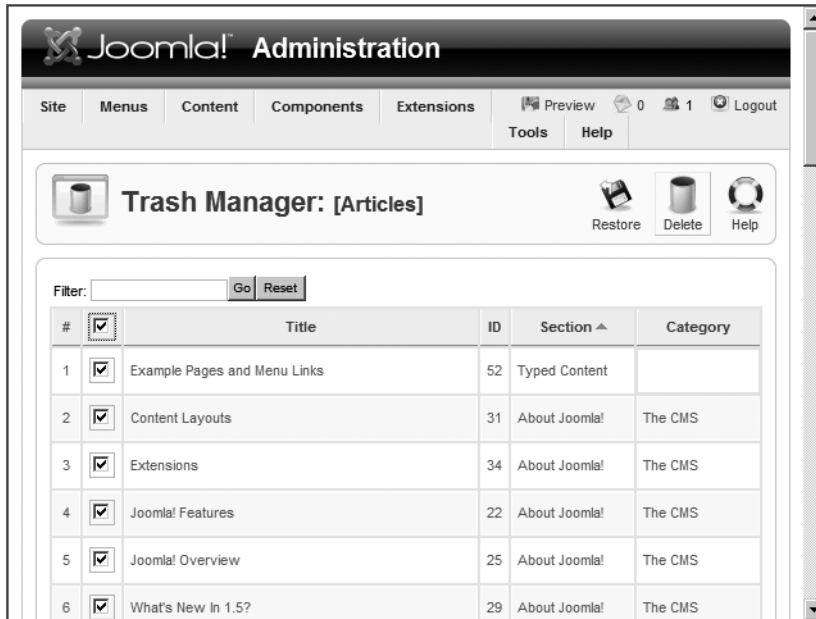 Joomla!™ Administration
Site Menus Content Components Extensions Preview 0 1 Logout
Tools Help
Trash Manager: [Articles]
Restore Delete Help
Filter: Go Reset
# Title ID Section Category
1 Example Pages and Menu Links 52 Typed Content
2 Content Layouts 31 About Joomla! The CMS
3 Extensions 34 About Joomla! The CMS
4 Joomla! Features 22 About Joomla! The CMS
5 Joomla! Overview 25 About Joomla! The CMS
6 What's New In 1.5? 29 About Joomla! The CMS